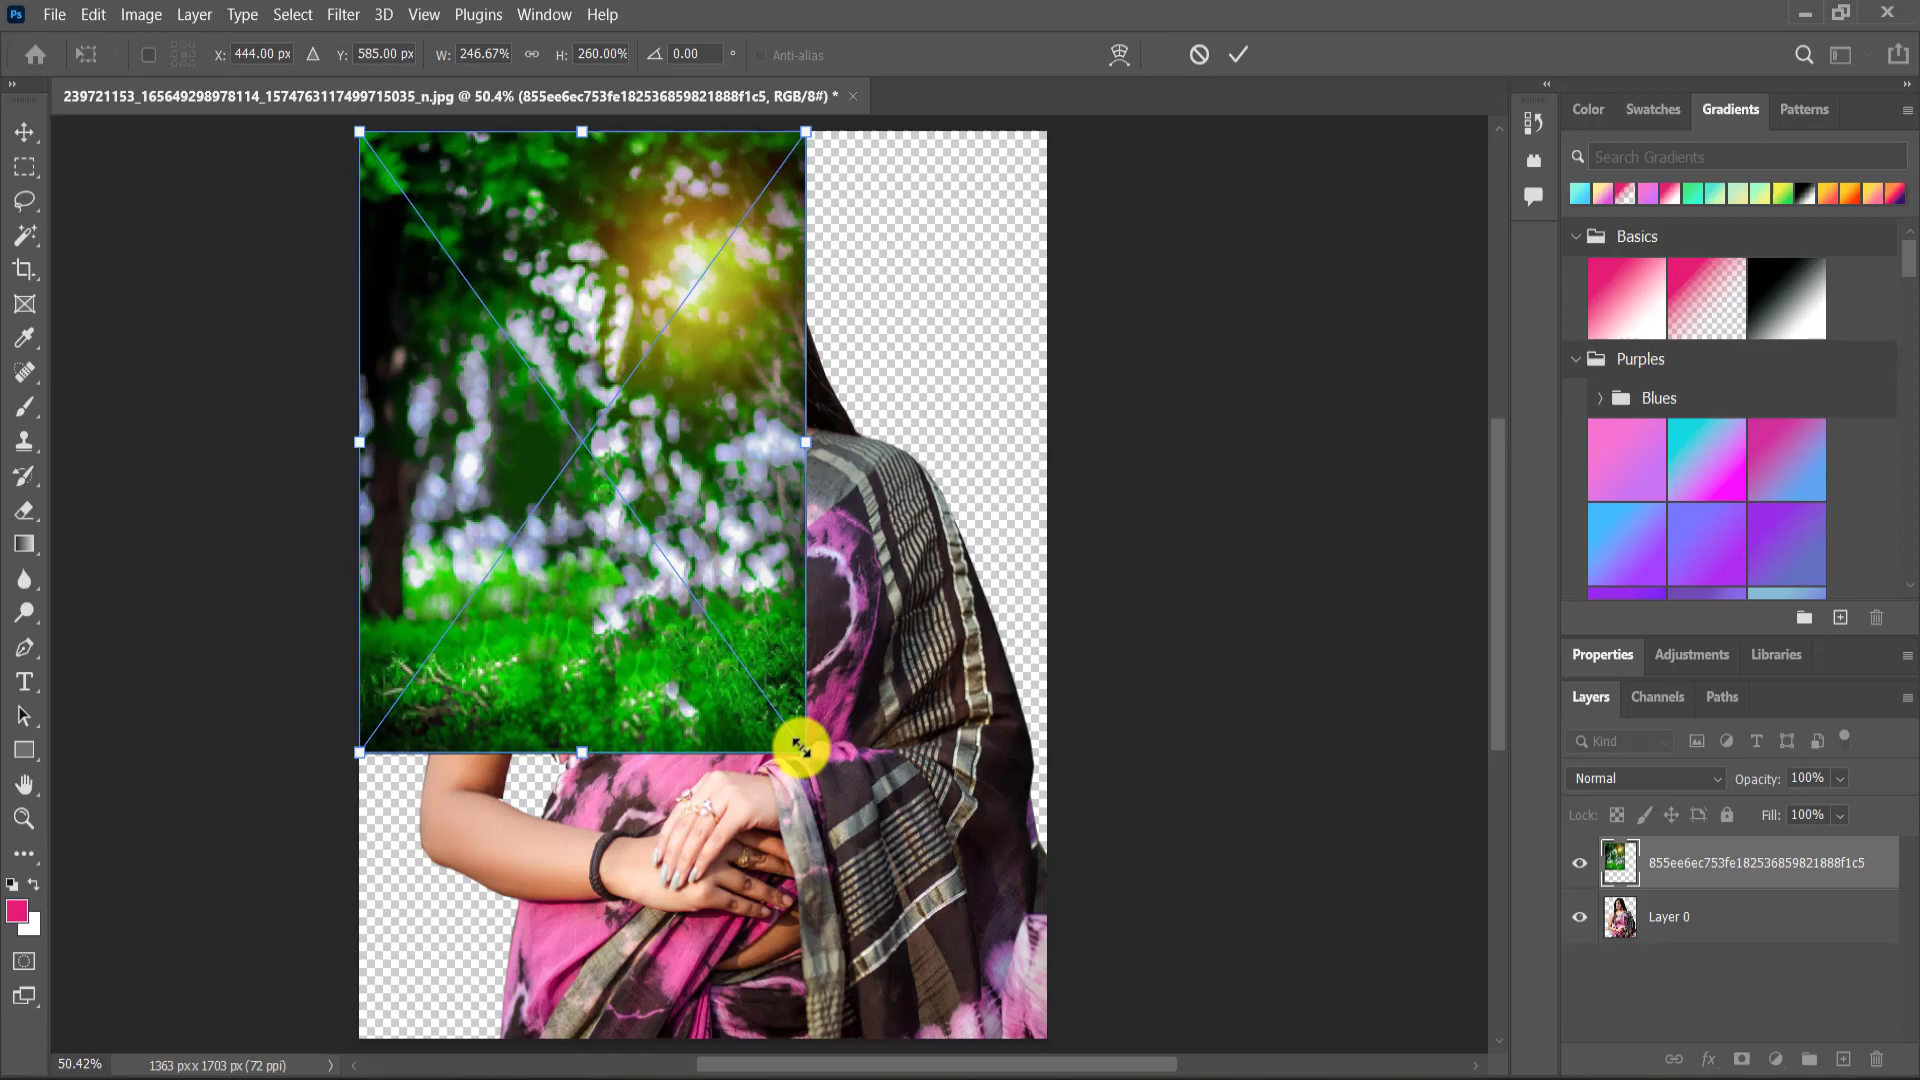 Ps File Edit Image Layer Type Select Filter 3D View Plugins Window Help
X: 444.00 px Y: 585.00 px W: 246.67% H: 260.00% 0.00 ° Anti-alias
239721153_165649298978114_1574763117499715035_n.jpg @ 50.4% (855ee6ec753fe182536859821888f1c5, RGB/8#) *
Color Swatches Gradients Patterns
Search Gradients
Basics
Purples
Blues
Properties Adjustments Libraries
Layers Channels Paths
Kind
Normal Opacity: 100%
Lock: Fill: 100%
855ee6ec753fe182536859821888f1c5
Layer 0
50.42% 1363 px x 1703 px (72 ppi)